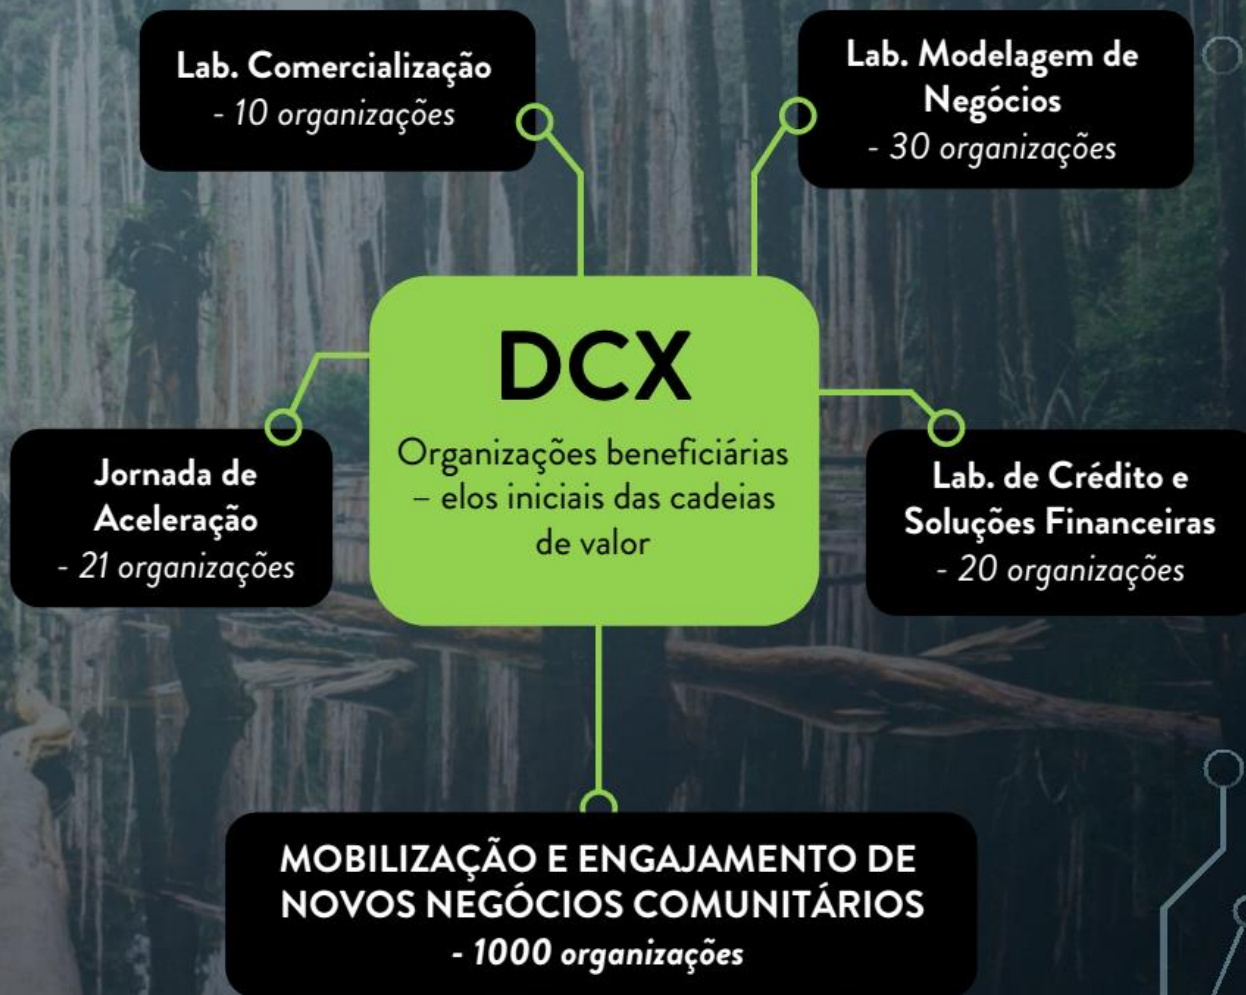 Lab. Comercialização
- 10 organizações
Lab. Modelagem de
Negócios
- 30 organizações
DCX
Organizações beneficiárias
– elos iniciais das cadeias
de valor
Jornada de
Aceleração
- 21 organizações
Lab. de Crédito e
Soluções Financeiras
- 20 organizações
MOBILIZAÇÃO E ENGAJAMENTO DE
NOVOS NEGÓCIOS COMUNITÁRIOS
- 1000 organizações